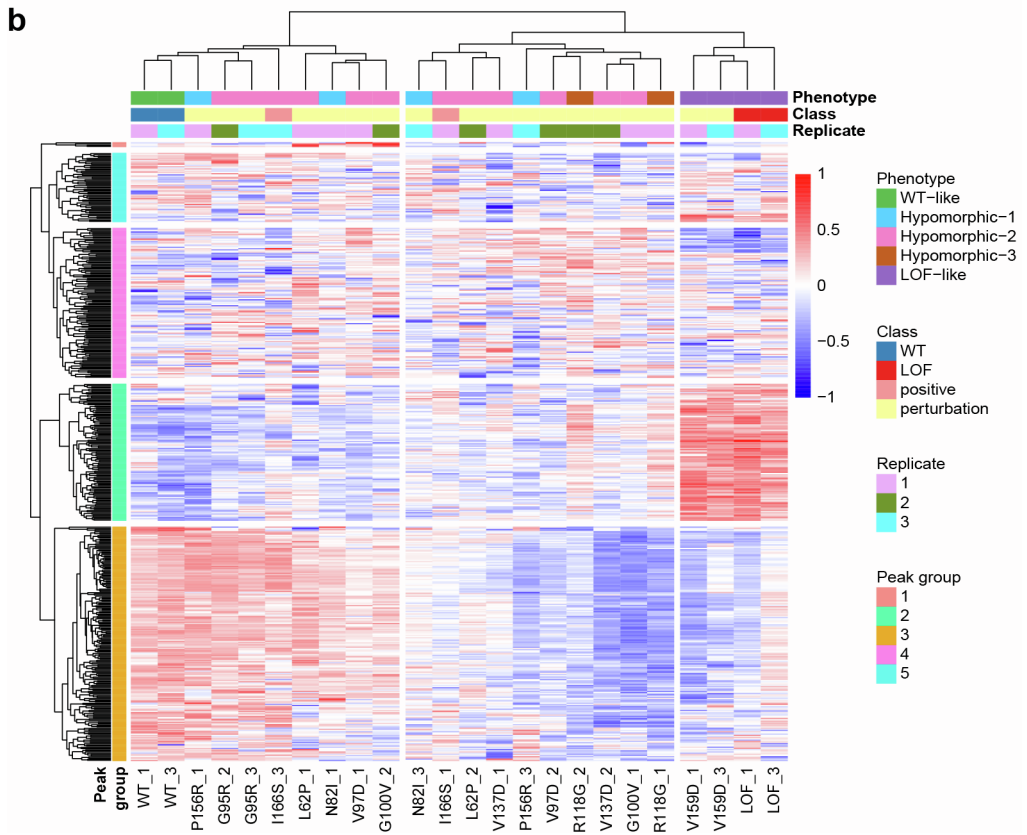 b
Phenotype
Class
Replicate
1
0.5
0
−0.5
−1
Phenotype
WT−like
Hypomorphic−1
Hypomorphic−2
Hypomorphic−3
LOF−like
Class
WT
LOF
positive
perturbation
Replicate
1
2
3
Peak group
1
2
3
4
5
Peak
group
WT_1
WT_3
P156R_1
G95R_2
G95R_3
I166S_3
L62P_1
N82I_1
V97D_1
G100V_2
N82I_3
I166S_1
L62P_2
V137D_1
P156R_3
V97D_2
R118G_2
V137D_2
G100V_1
R118G_1
V159D_1
V159D_3
LOF_1
LOF_3